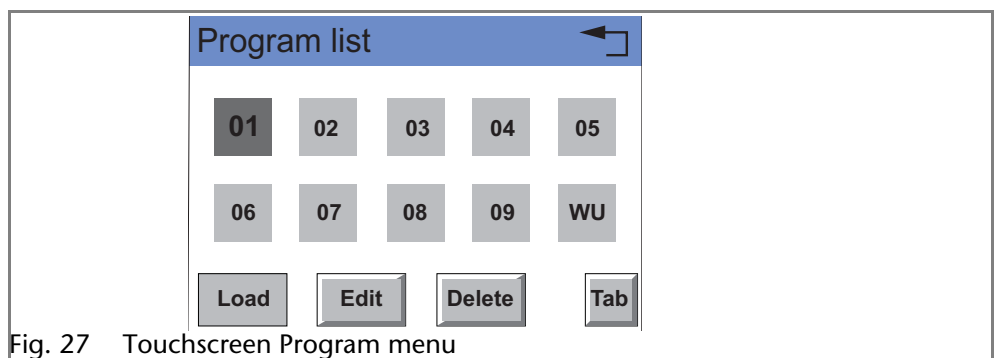 Program list
01 02 03 04 05
06 07 08 09 WU
Load Edit Delete Tab
Fig. 27 Touchscreen Program menu